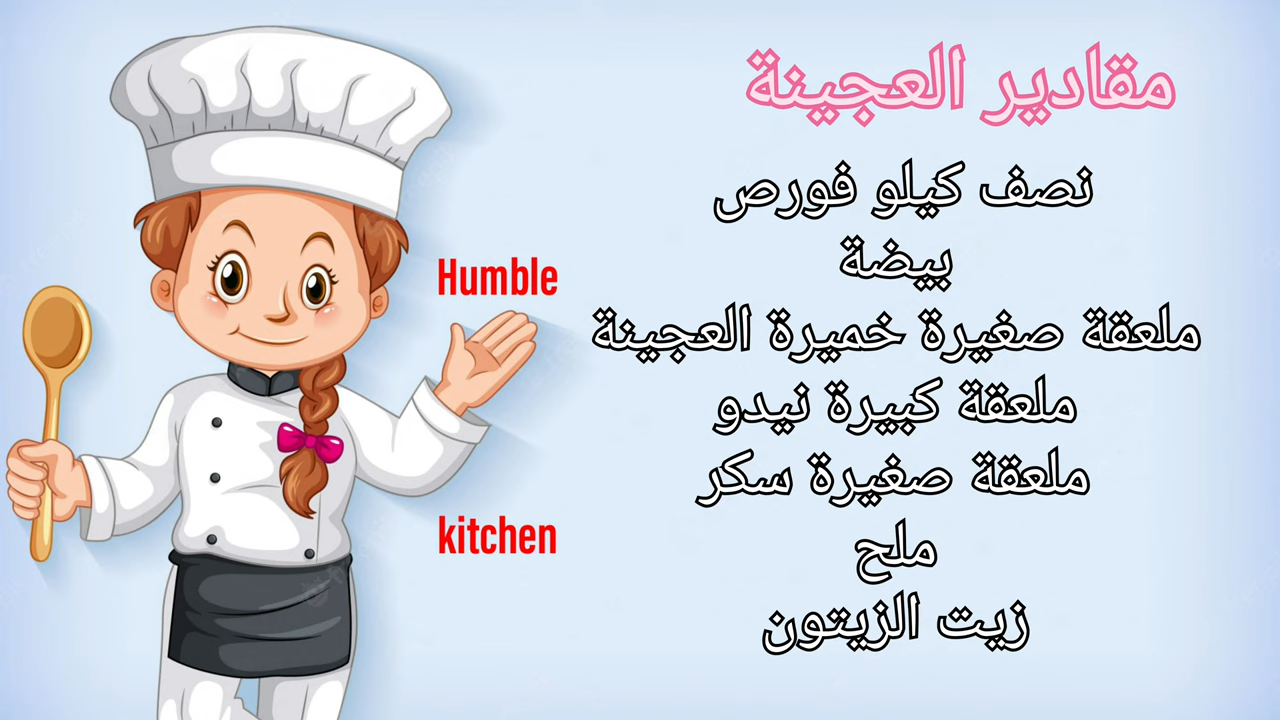 مقادير العجينة
نصف كيلو فورص
بيضة
ملعقة صغيرة خميرة العجينة
ملعقة كبيرة نيدو
ملعقة صغيرة سكر
ملح
زيت الزيتون
Humble
kitchen